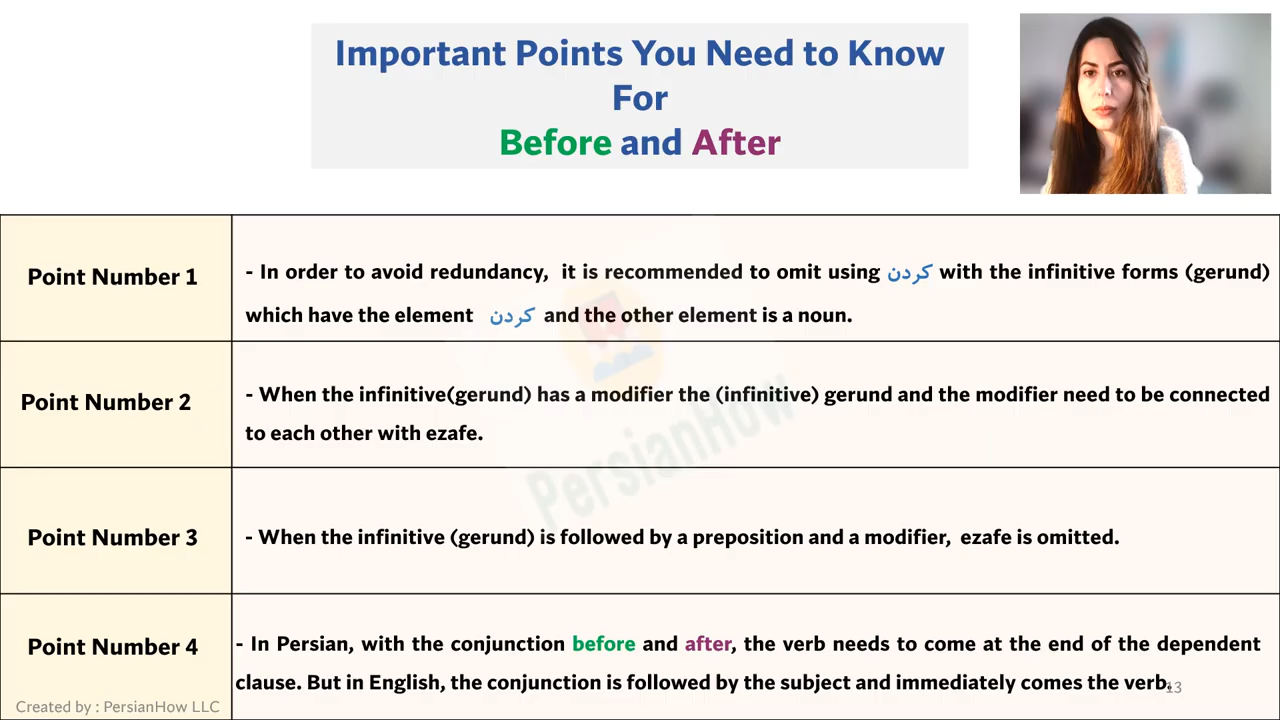 Important Points You Need to Know
For
Before and After
Point Number 1
- In order to avoid redundancy, it is recommended to omit using کردن with the infinitive forms (gerund)
which have the element کردن and the other element is a noun.
Point Number 2
- When the infinitive(gerund) has a modifier the (infinitive) gerund and the modifier need to be connected
to each other with ezafe.
PersianHow
Point Number 3
- When the infinitive (gerund) is followed by a preposition and a modifier, ezafe is omitted.
Point Number 4
- In Persian, with the conjunction before and after, the verb needs to come at the end of the dependent
clause. But in English, the conjunction is followed by the subject and immediately comes the verb.
13
Created by : PersianHow LLC